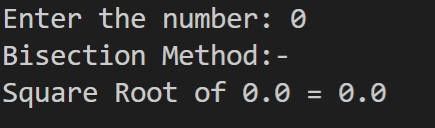 Enter the number: 0
Bisection Method:-
Square Root of 0.0 = 0.0